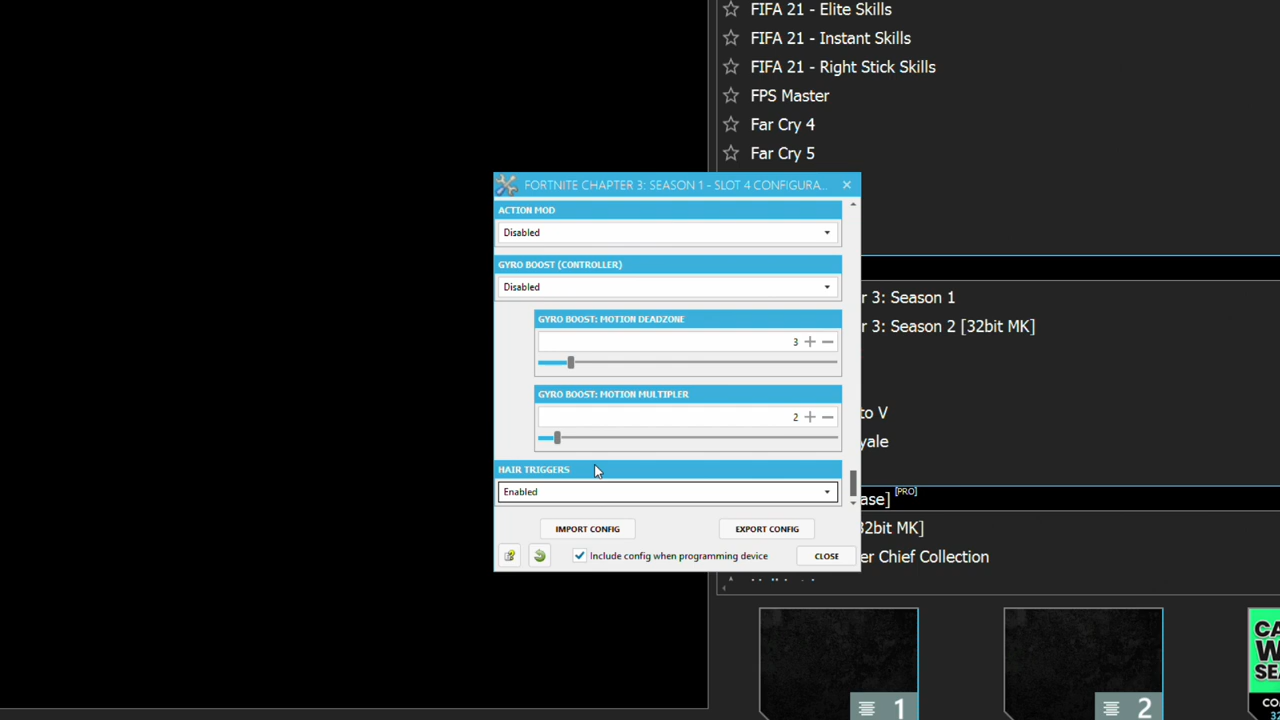 FIFA 21 - Elite Skills
FIFA 21 - Instant Skills
FIFA 21 - Right Stick Skills
FPS Master
Far Cry 4
Far Cry 5
FORTNITE CHAPTER 3: SEASON 1 - SLOT 4 CONFIGURA...
ACTION MOD
Disabled
GYRO BOOST (CONTROLLER)
Disabled
GYRO BOOST: MOTION DEADZONE
3
GYRO BOOST: MOTION MULTIPLER
2
HAIR TRIGGERS
Enabled
IMPORT CONFIG
EXPORT CONFIG
Include config when programming device
CLOSE
r 3: Season 1
r 3: Season 2 [32bit MK]
to V
yale
ase] [PRO]
32bit MK]
er Chief Collection
1
2
CA
W
SEA
CO